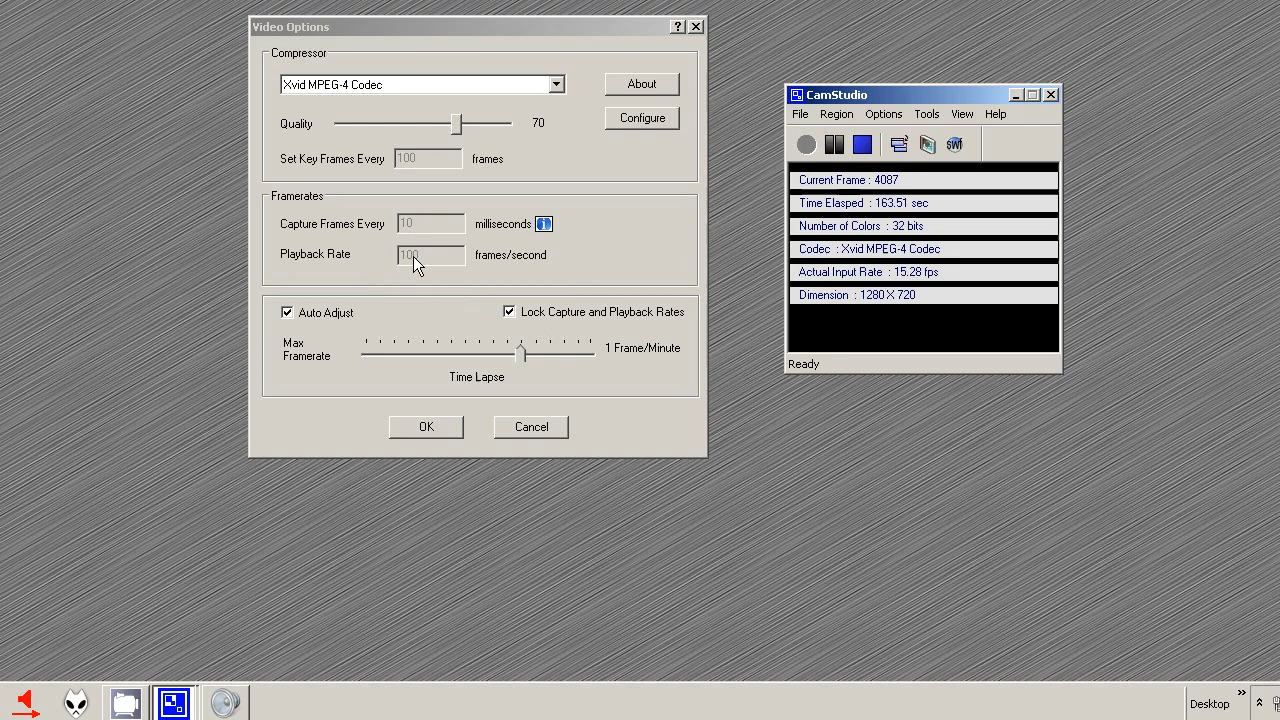 Video Options
Compressor
Xvid MPEG-4 Codec
About
Quality
70
Configure
Set Key Frames Every 100 frames
Framerates
Capture Frames Every 10 milliseconds
Playback Rate 100 frames/second
Auto Adjust
Lock Capture and Playback Rates
Max
Framerate
1 Frame/Minute
Time Lapse
OK
Cancel
CamStudio
File Region Options Tools View Help
SWF
Current Frame : 4087
Time Elasped : 163.51 sec
Number of Colors : 32 bits
Codec : Xvid MPEG-4 Codec
Actual Input Rate : 15.28 fps
Dimension : 1280 X 720
Ready
Desktop